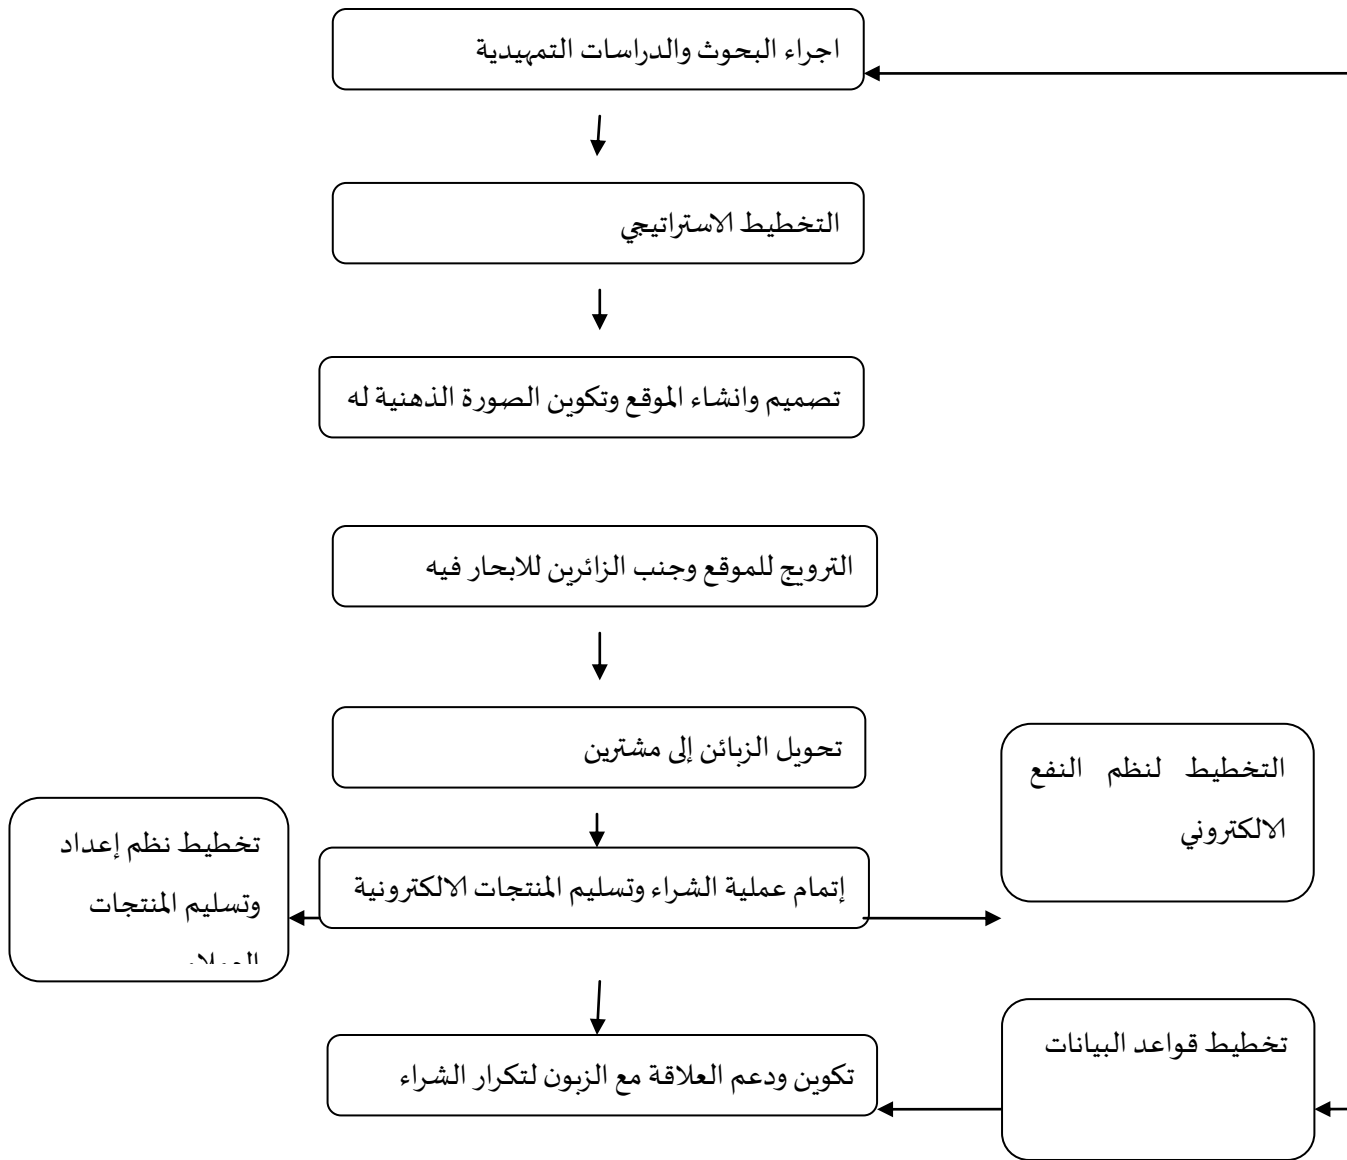 اجراء البحوث والدراسات التمهيدية
التخطيط الاستراتيجي
تصميم وانشاء الموقع وتكوين الصورة الذهنية له
الترويج للموقع وجنب الزائرين للابحار فيه
تحويل الزبائن إلى مشترين
التخطيط لنظم النفع
الالكتروني
تخطيط نظم إعداد
وتسليم المنتجات
إتمام عملية الشراء وتسليم المنتجات الالكترونية
تخطيط قواعد البيانات
تكوين ودعم العلاقة مع الزبون لتكرار الشراء